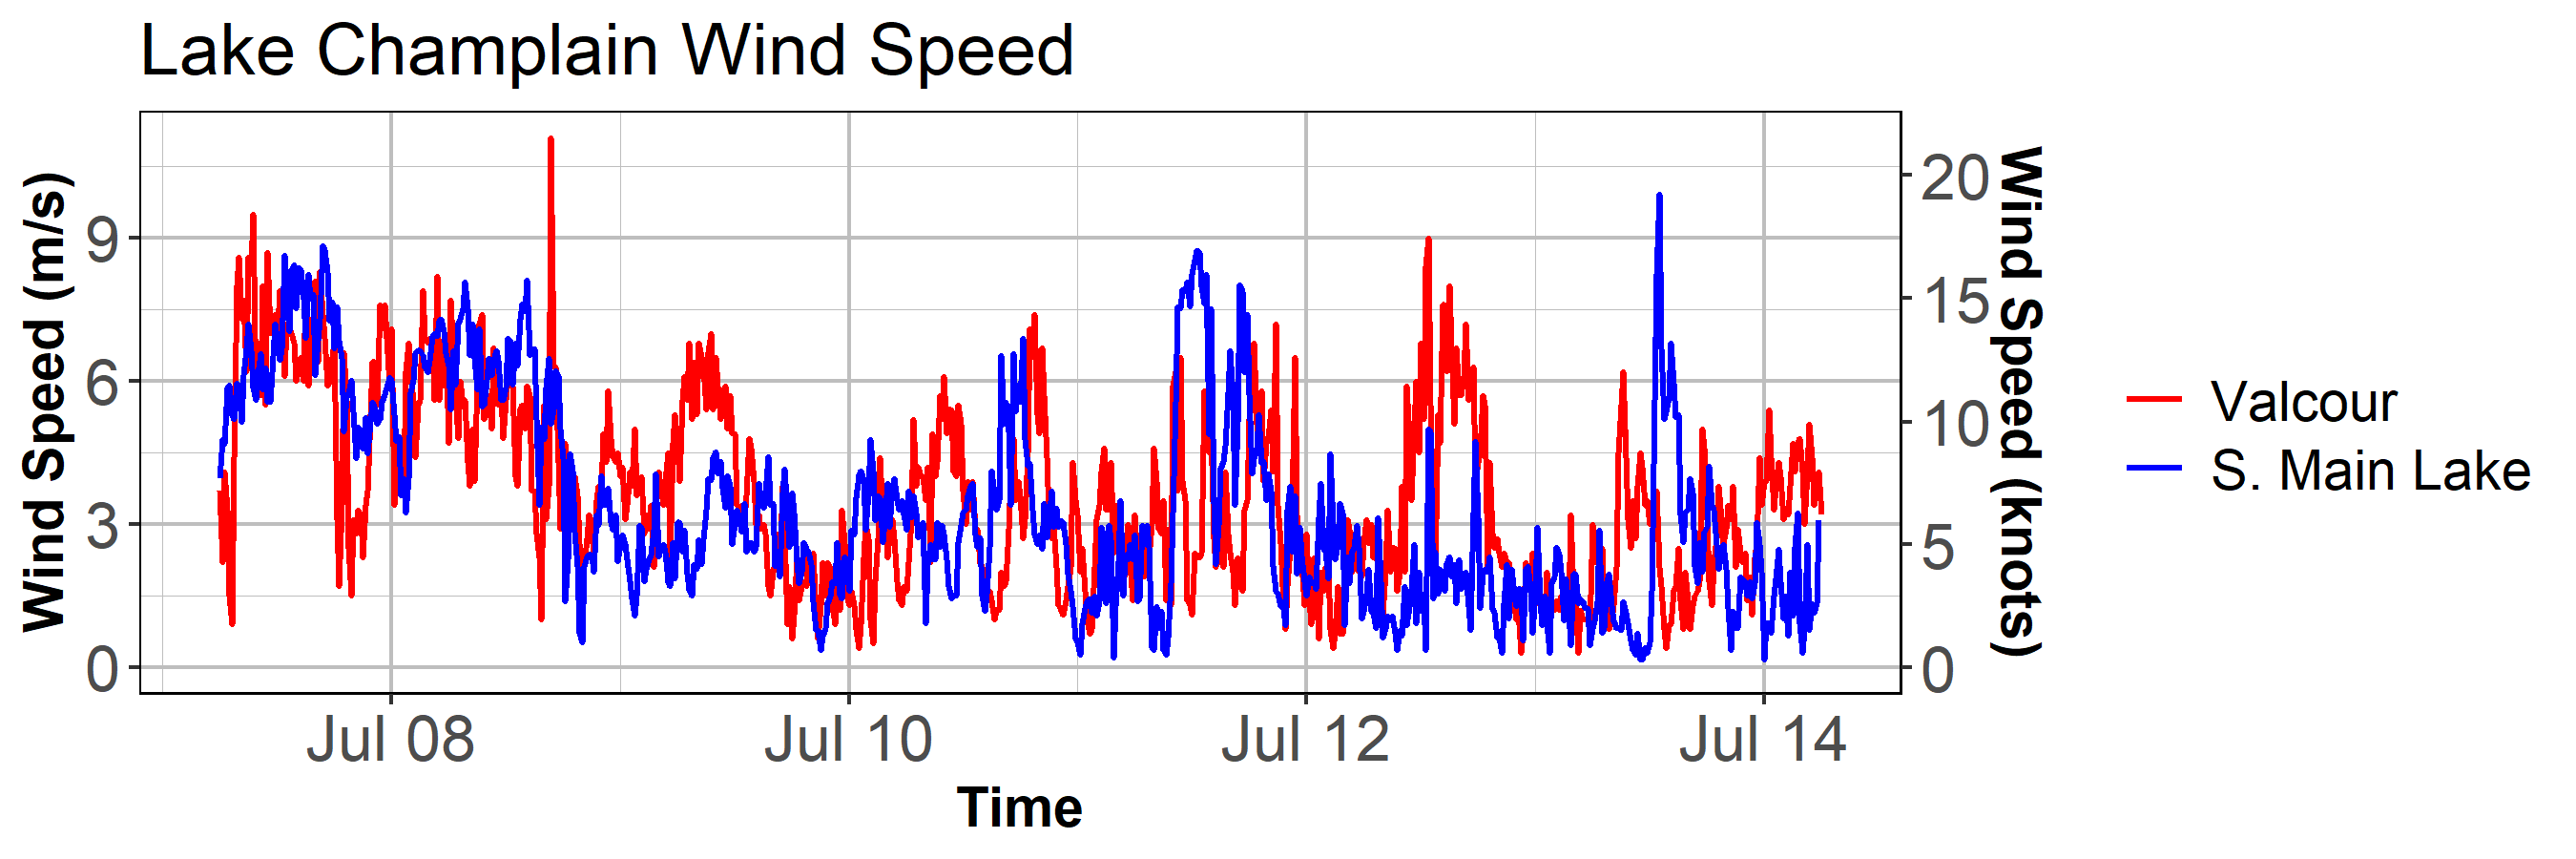 Lake Champlain Wind Speed
Wind Speed (m/s)
9
6
3
0
20
15
10
5
0
Wind Speed (knots)
Jul 08
Jul 10
Jul 12
Jul 14
Time
Valcour
S. Main Lake